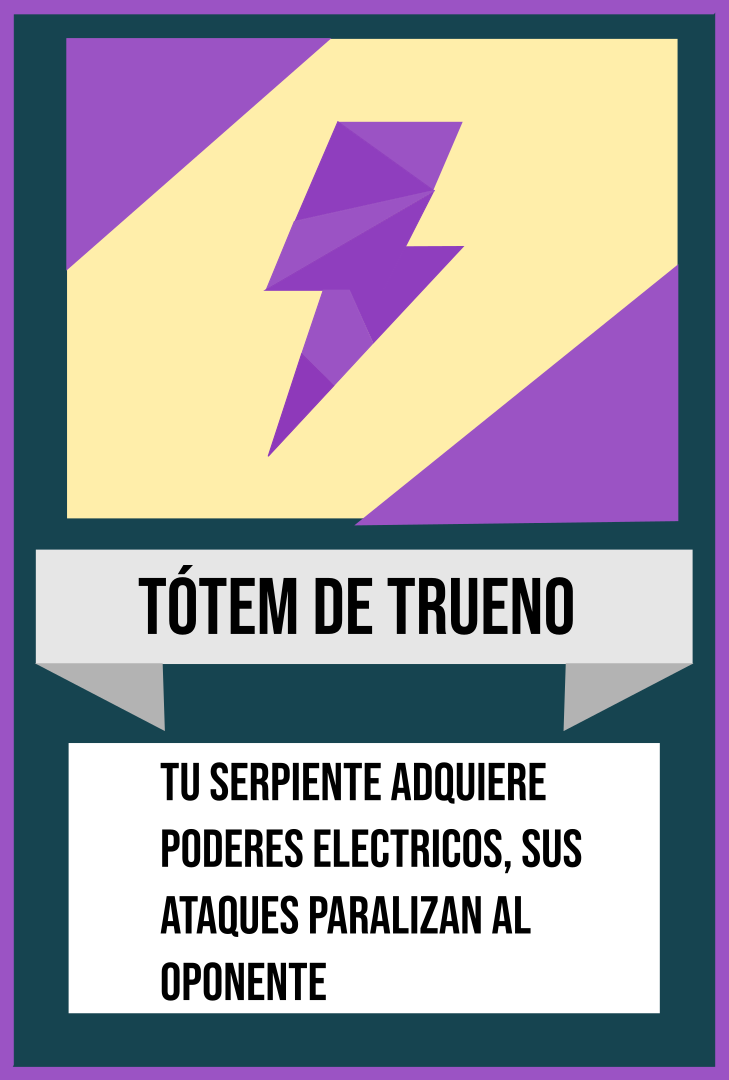 TÓTEM DE TRUENO
TU SERPIENTE ADQUIERE
PODERES ELECTRICOS, SUS
ATAQUES PARALIZAN AL
OPONENTE